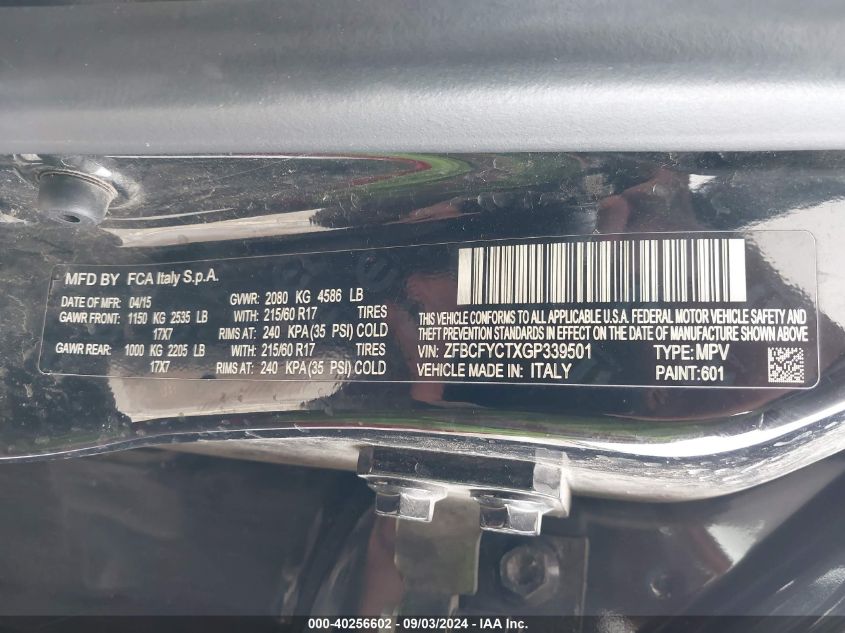 MFD BY FCA Italy S.p.A.
DATE OF MFR: 04/15 GVWR: 2080 KG 4586 LB
GAWR FRONT: 1150 KG 2535 LB WITH: 215/60 R17 TIRES
17X7 RIMS AT: 240 KPA (35 PSI) COLD
GAWR REAR: 1000 KG 2205 LB WITH: 215/60 R17 TIRES
17X7 RIMS AT: 240 KPA (35 PSI) COLD
THIS VEHICLE CONFORMS TO ALL APPLICABLE U.S.A. FEDERAL MOTOR VEHICLE SAFETY AND
THEFT PREVENTION STANDARDS IN EFFECT ON THE DATE OF MANUFACTURE SHOWN ABOVE
VIN: ZFBCFYCTXGP339501 TYPE: MPV
VEHICLE MADE IN: ITALY PAINT: 601
000-40256602 - 09/03/2024 - IAA Inc.